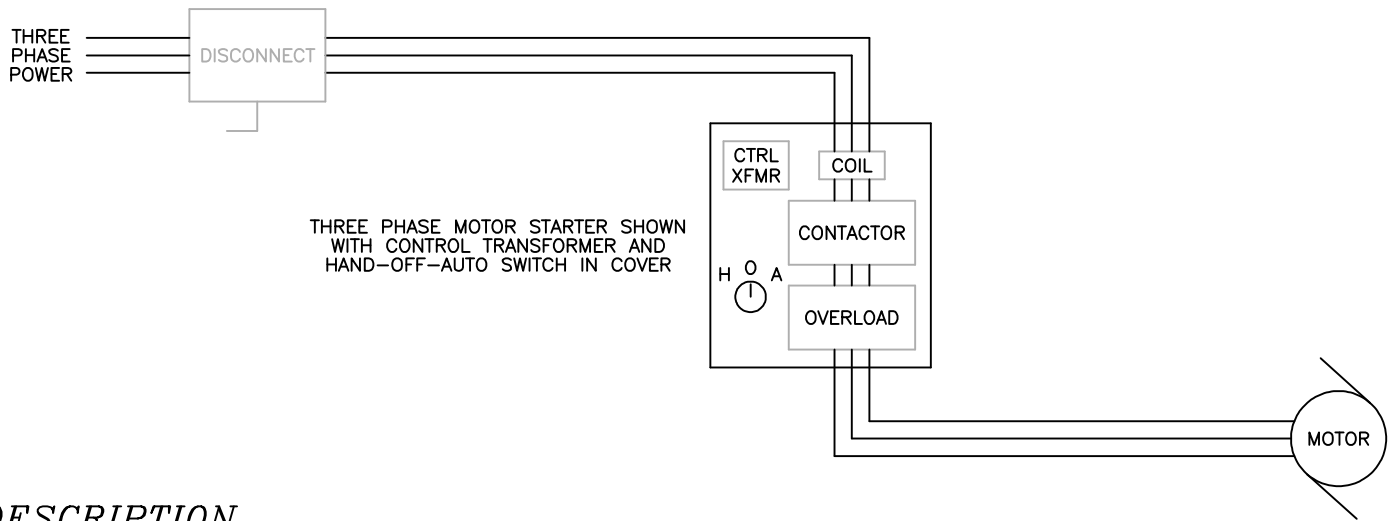 THREE
PHASE
POWER
DISCONNECT
CTRL
XFMR
COIL
THREE PHASE MOTOR STARTER SHOWN
WITH CONTROL TRANSFORMER AND
HAND-OFF-AUTO SWITCH IN COVER
CONTACTOR
H O A
OVERLOAD
MOTOR
DESCRIPTION